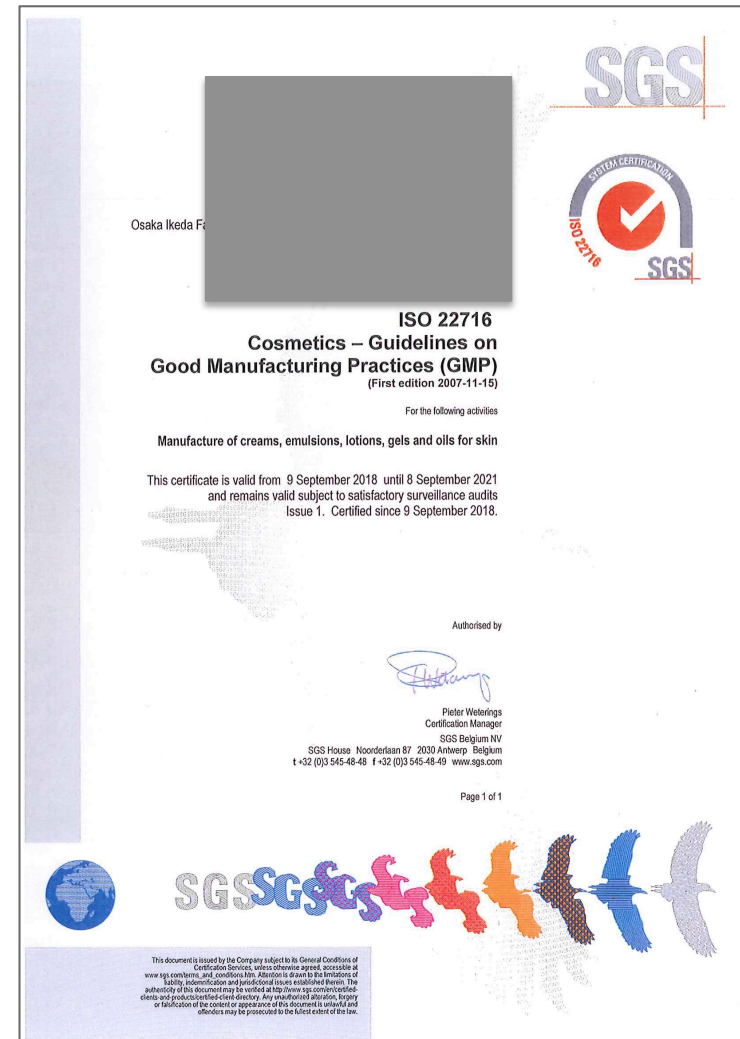 SGS
SYSTEM CERTIFICATION
ISO 22716
SGS
Osaka Ikeda
ISO 22716
Cosmetics – Guidelines on
Good Manufacturing Practices (GMP)
(First edition 2007-11-15)
For the following activities
Manufacture of creams, emulsions, lotions, gels and oils for skin
This certificate is valid from 9 September 2018 until 8 September 2021
and remains valid subject to satisfactory surveillance audits
Issue 1. Certified since 9 September 2018.
Authorised by
Pieter Weterings
Certification Manager
SGS Belgium NV
SGS House Noorderlaan 87 2030 Antwerp Belgium
t +32 (0)3 545-48-48 f +32 (0)3 545-48-49 www.sgs.com
Page 1 of 1
SGSSGSSGS
This document is issued by the Company subject to its General Conditions of
Certification Services, unless otherwise agreed, accessible at
www.sgs.com/terms_and_conditions.htm. Attention is drawn to the limitations of
liability, indemnification and jurisdictional issues established therein. The
authenticity of this document may be verified at http://www.sgs.com/en/certified-
clients-and-products/certified-client-directory. Any unauthorized alteration, forgery
or falsification of the content or appearance of this document is unlawful and
offenders may be prosecuted to the fullest extent of the law.